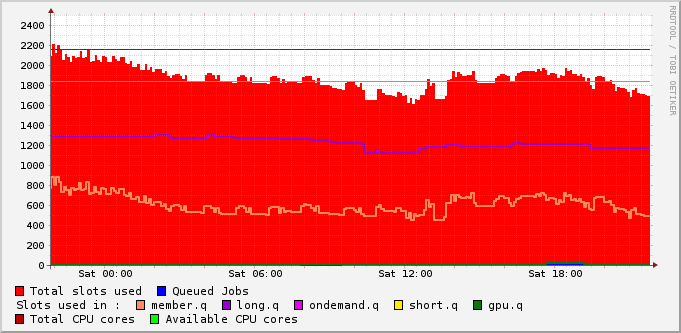 RRDTOOL / TOBI OETIKER
2400
2200
2000
1800
1600
1400
1200
1000
800
600
400
200
0
Sat 00:00 Sat 06:00 Sat 12:00 Sat 18:00
Total slots used Queued Jobs
Slots used in : member.q long.q ondemand.q short.q gpu.q
Total CPU cores Available CPU cores